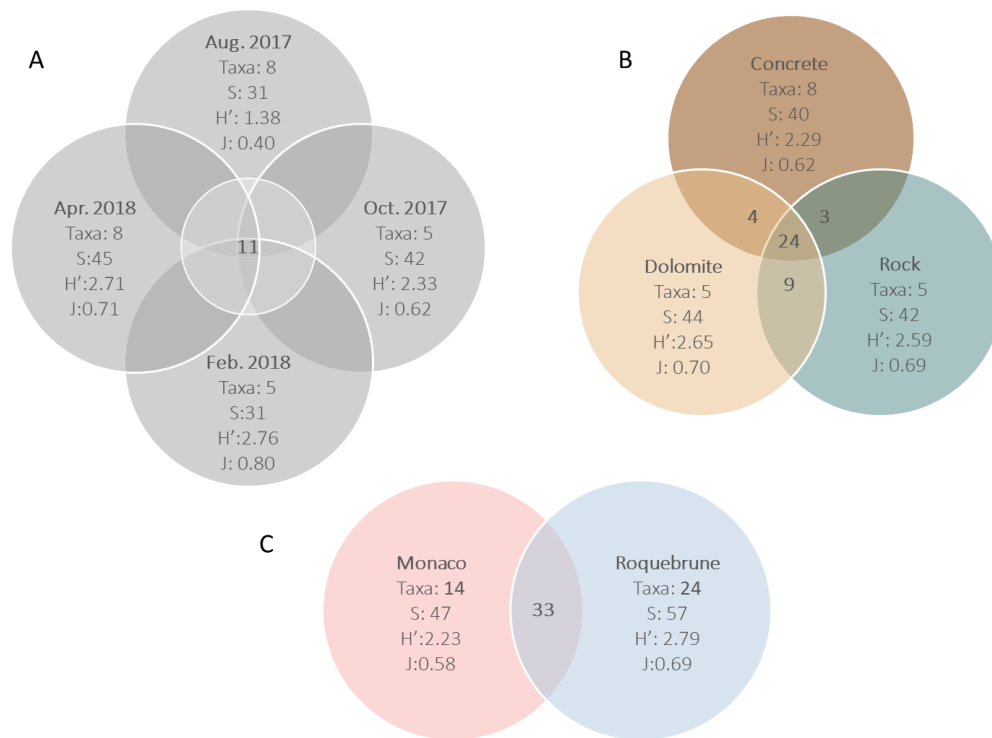 A
Aug. 2017
Taxa: 8
S: 31
H': 1.38
J: 0.40
Apr. 2018
Taxa: 8
S:45
H':2.71
J:0.71
11
Oct. 2017
Taxa: 5
S: 42
H': 2.33
J: 0.62
Feb. 2018
Taxa: 5
S:31
H':2.76
J: 0.80
B
Concrete
Taxa: 8
S: 40
H': 2.29
J: 0.62
4
3
24
9
Dolomite
Taxa: 5
S: 44
H':2.65
J: 0.70
Rock
Taxa: 5
S: 42
H': 2.59
J: 0.69
C
Monaco
Taxa: 14
S: 47
H':2.23
J:0.58
33
Roquebrune
Taxa: 24
S: 57
H': 2.79
J:0.69